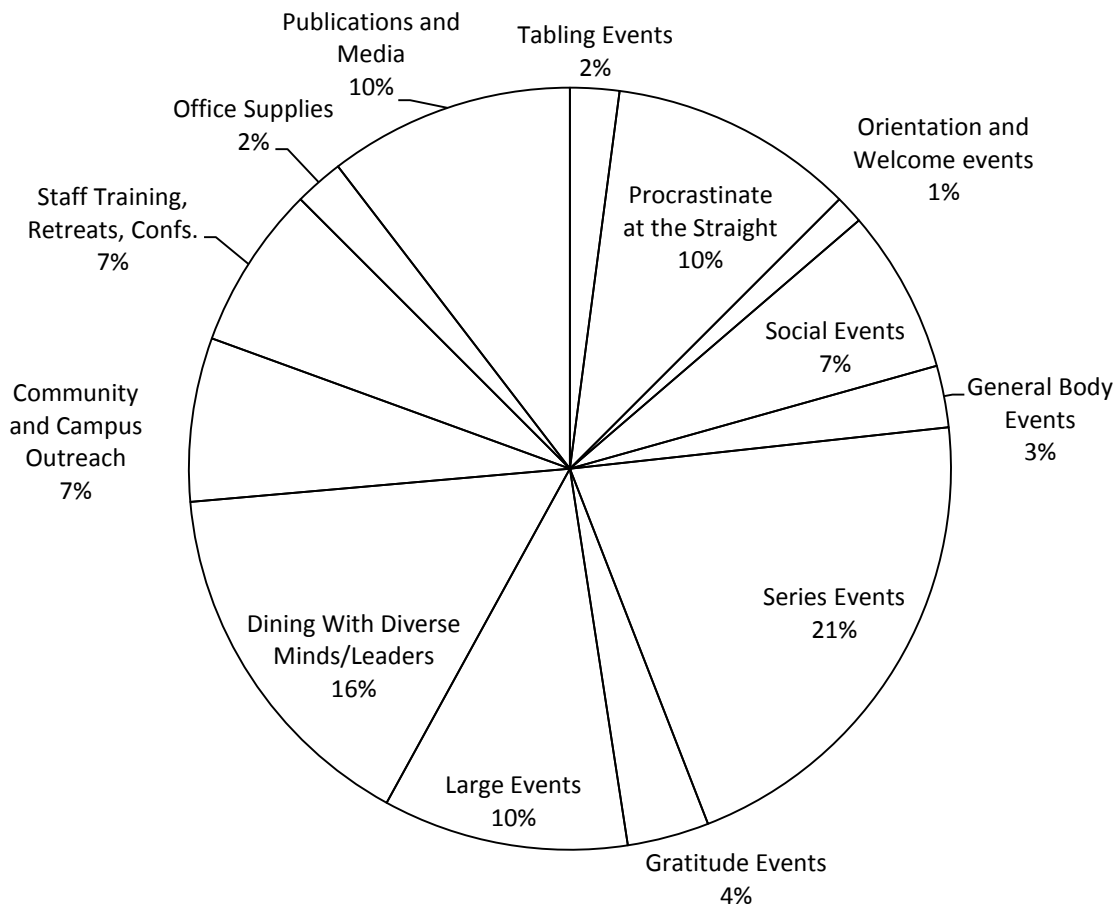 Publications and
Media
10%
Tabling Events
2%
Office Supplies
2%
Orientation and
Welcome events
1%
Staff Training,
Retreats, Confs.
7%
Procrastinate
at the Straight
10%
Social Events
7%
General Body
Events
3%
Community
and Campus
Outreach
7%
Series Events
21%
Dining With Diverse
Minds/Leaders
16%
Large Events
10%
Gratitude Events
4%